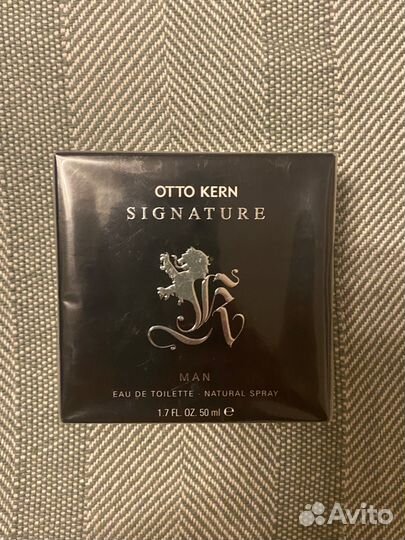 OTTO KERN
SIGNATURE
K
MAN
EAU DE TOILETTE · NATURAL SPRAY
1.7 FL. OZ. 50 ml ℮
Avito